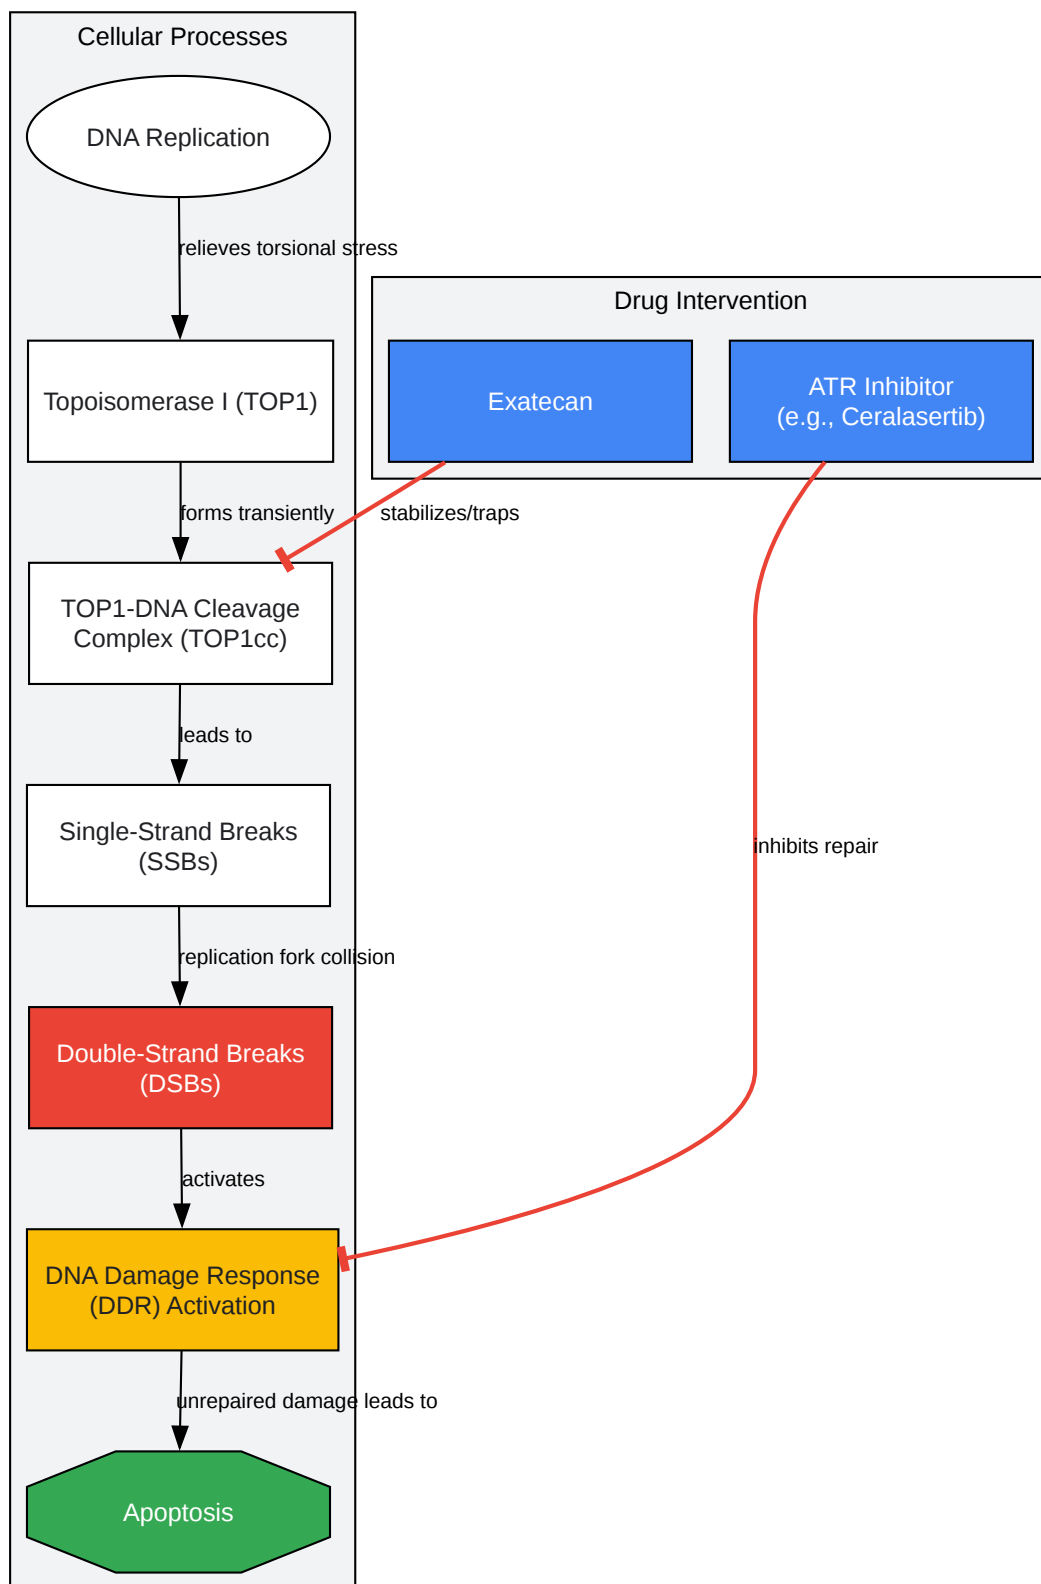 Cellular Processes
DNA Replication
relieves torsional stress
Drug Intervention
Topoisomerase I (TOP1)
Exatecan
ATR Inhibitor
(e.g., Ceralasertib)
forms transiently
stabilizes/traps
TOP1-DNA Cleavage
Complex (TOP1cc)
leads to
Single-Strand Breaks
(SSBs)
inhibits repair
replication fork collision
Double-Strand Breaks
(DSBs)
activates
DNA Damage Response
(DDR) Activation
unrepaired damage leads to
Apoptosis